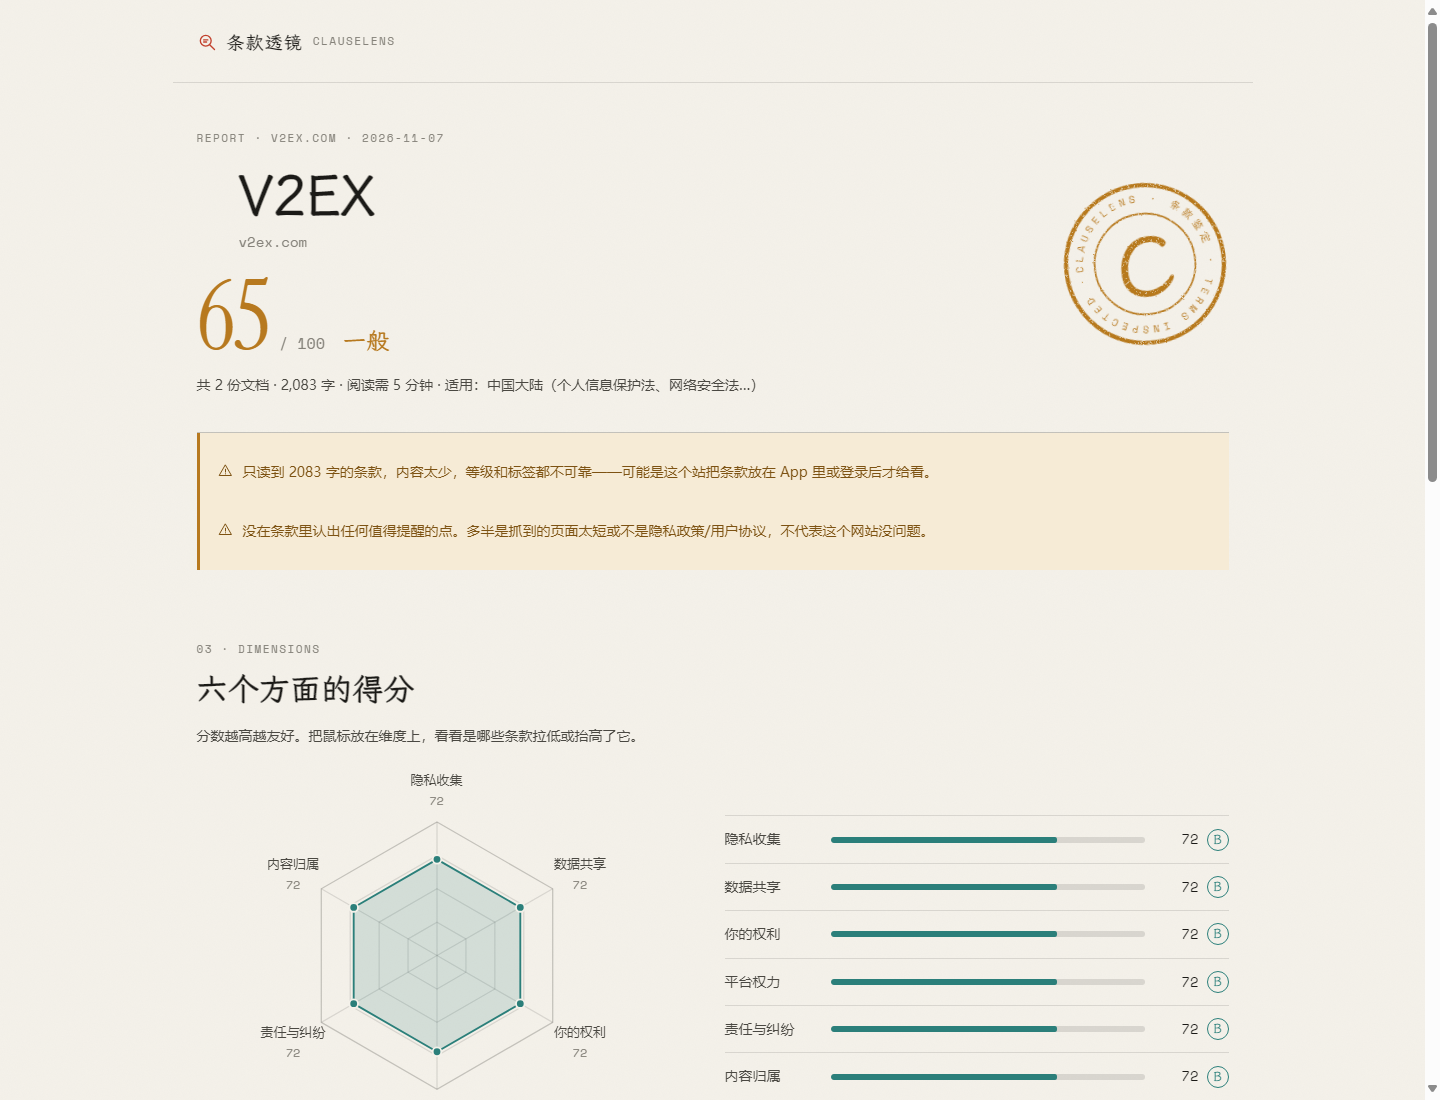 条款透镜 CLAUSELENS
REPORT · V2EX.COM · 2026-11-07
V2EX
v2ex.com
65 / 100 一般
CLAUSELENS · 条款鉴定 · TERMS INSPECTED ·
C
共 2 份文档 · 2,083 字 · 阅读需 5 分钟 · 适用：中国大陆（个人信息保护法、网络安全法…）
只读到 2083 字的条款，内容太少，等级和标签都不可靠——可能是这个站把条款放在 App 里或登录后才给看。
没在条款里认出任何值得提醒的点。多半是抓到的页面太短或不是隐私政策/用户协议，不代表这个网站没问题。
03 · DIMENSIONS
六个方面的得分
分数越高越友好。把鼠标放在维度上，看看是哪些条款拉低或抬高了它。
隐私收集
72
数据共享
72
你的权利
72
平台权力
责任与纠纷
72
内容归属
72
隐私收集 72 B
数据共享 72 B
你的权利 72 B
平台权力 72 B
责任与纠纷 72 B
内容归属 72 B